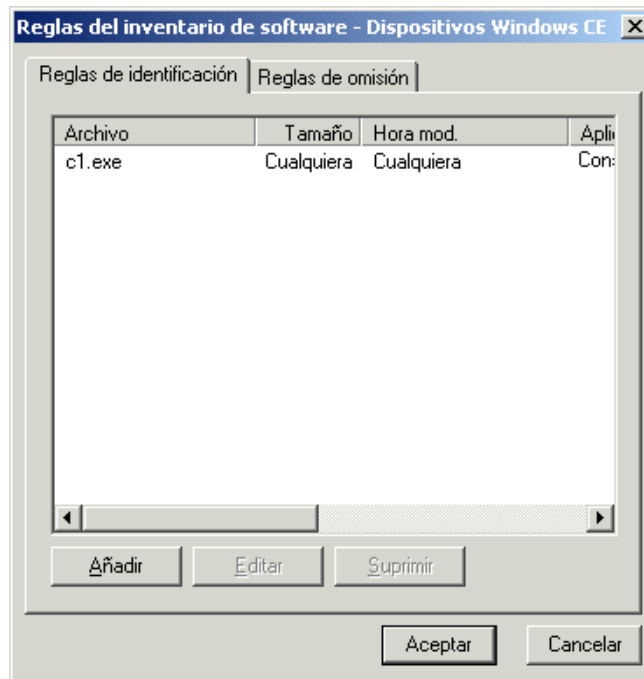 Reglas del inventario de software - Dispositivos Windows CE
Reglas de identificación Reglas de omisión
Archivo Tamaño Hora mod.
c1.exe Cualquiera Cualquiera
Añadir Editar Suprimir
Aceptar Cancelar